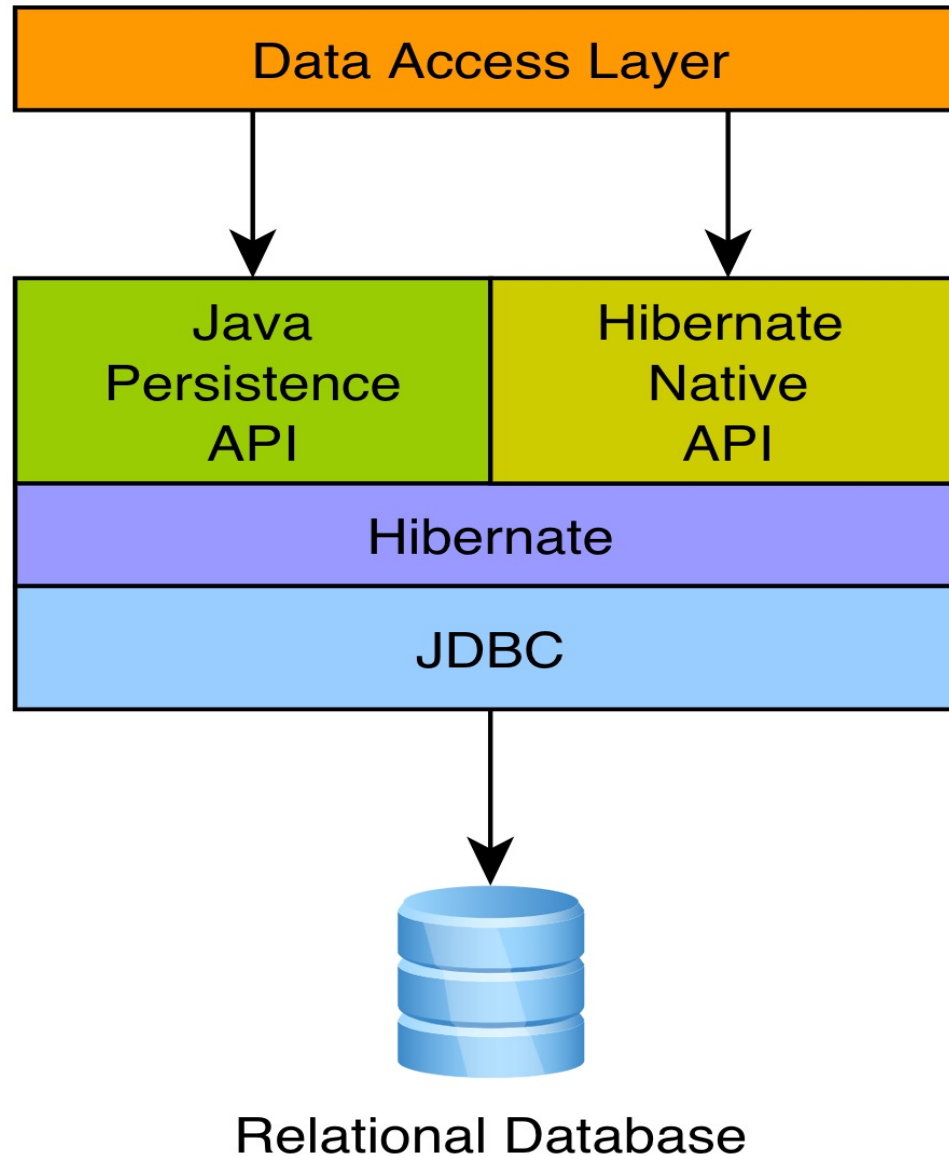 Data Access Layer
Java
Persistence
API
Hibernate
Native
API
Hibernate
JDBC
Relational Database